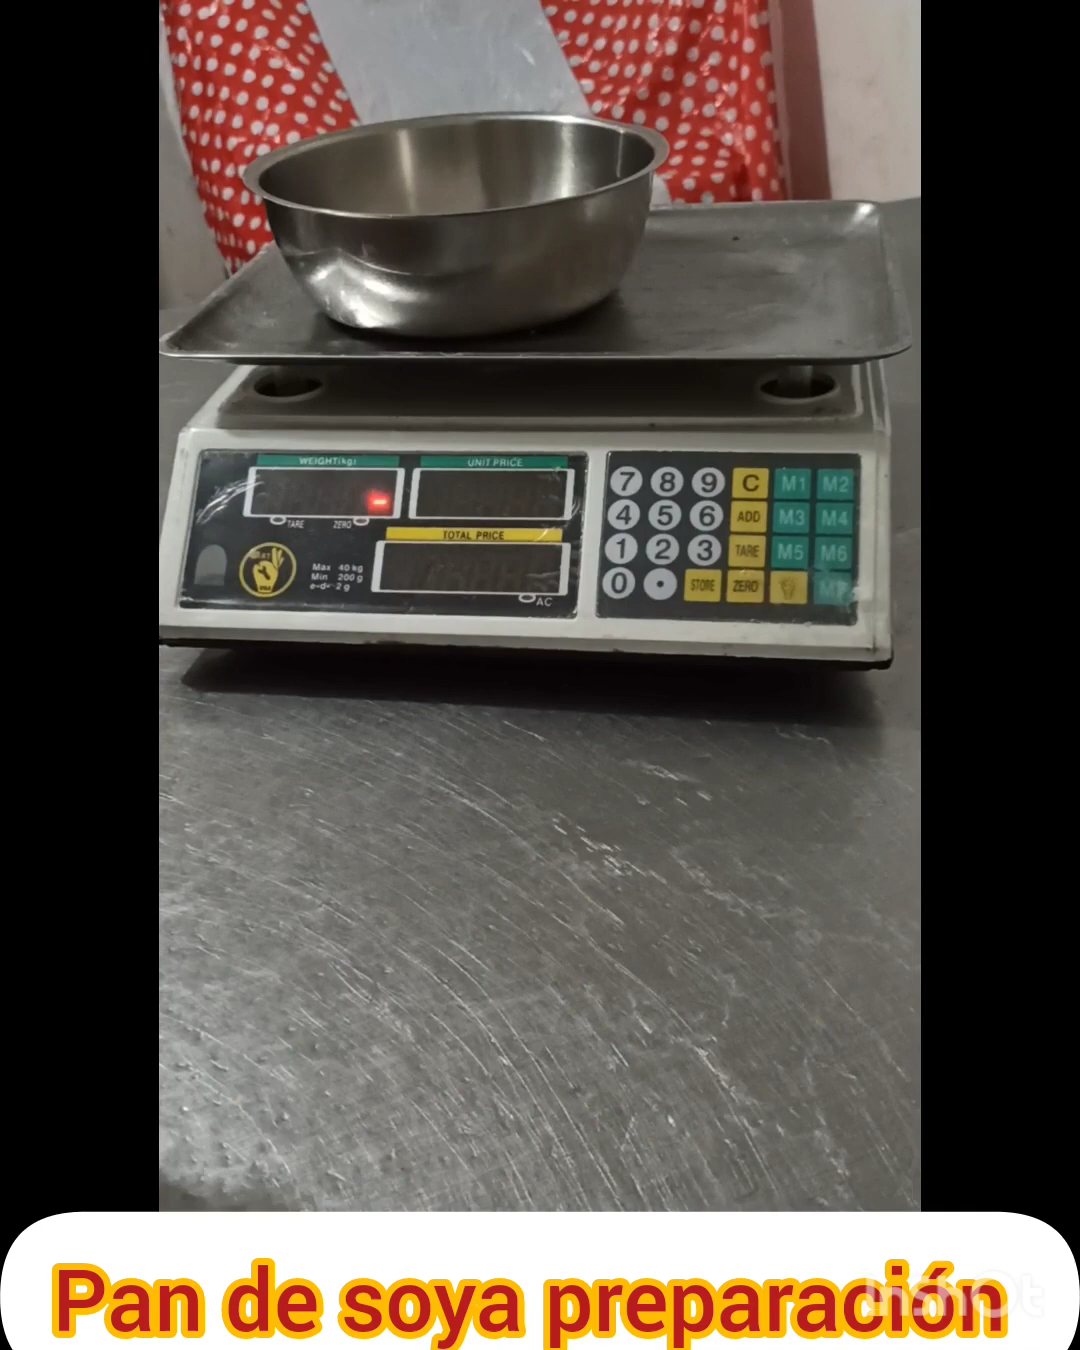 WEIGHT(kg)
UNIT PRICE
TARE
ZERO
TOTAL PRICE
Max 40 kg
Min 200 g
e=d= 2 g
AC
7 8 9 C M1 M2
4 5 6 ADD M3 M4
1 2 3 TARE M5 M6
0 . STORE ZERO
Pan de soya preparación
InShOt